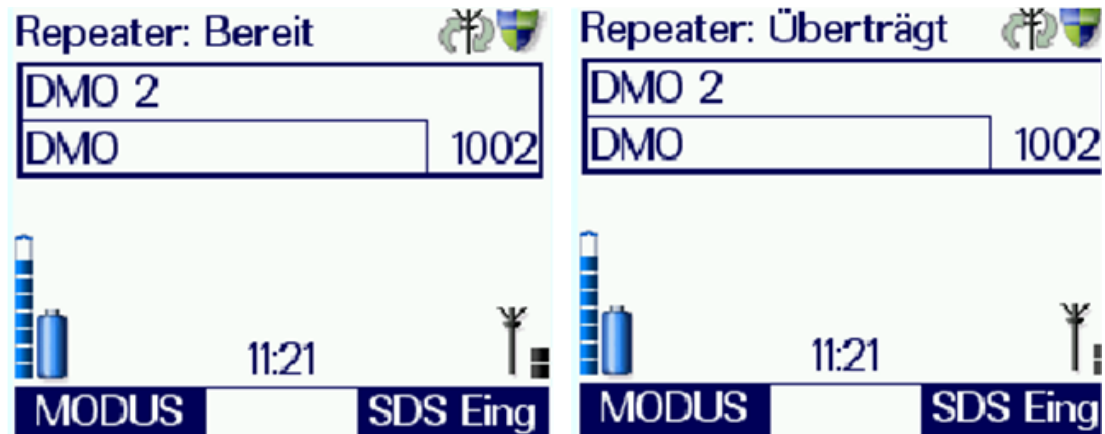 Repeater: Bereit
DMO 2
DMO 1002
11:21
MODUS SDS Eing
Repeater: Überträgt
DMO 2
DMO 1002
11:21
MODUS SDS Eing